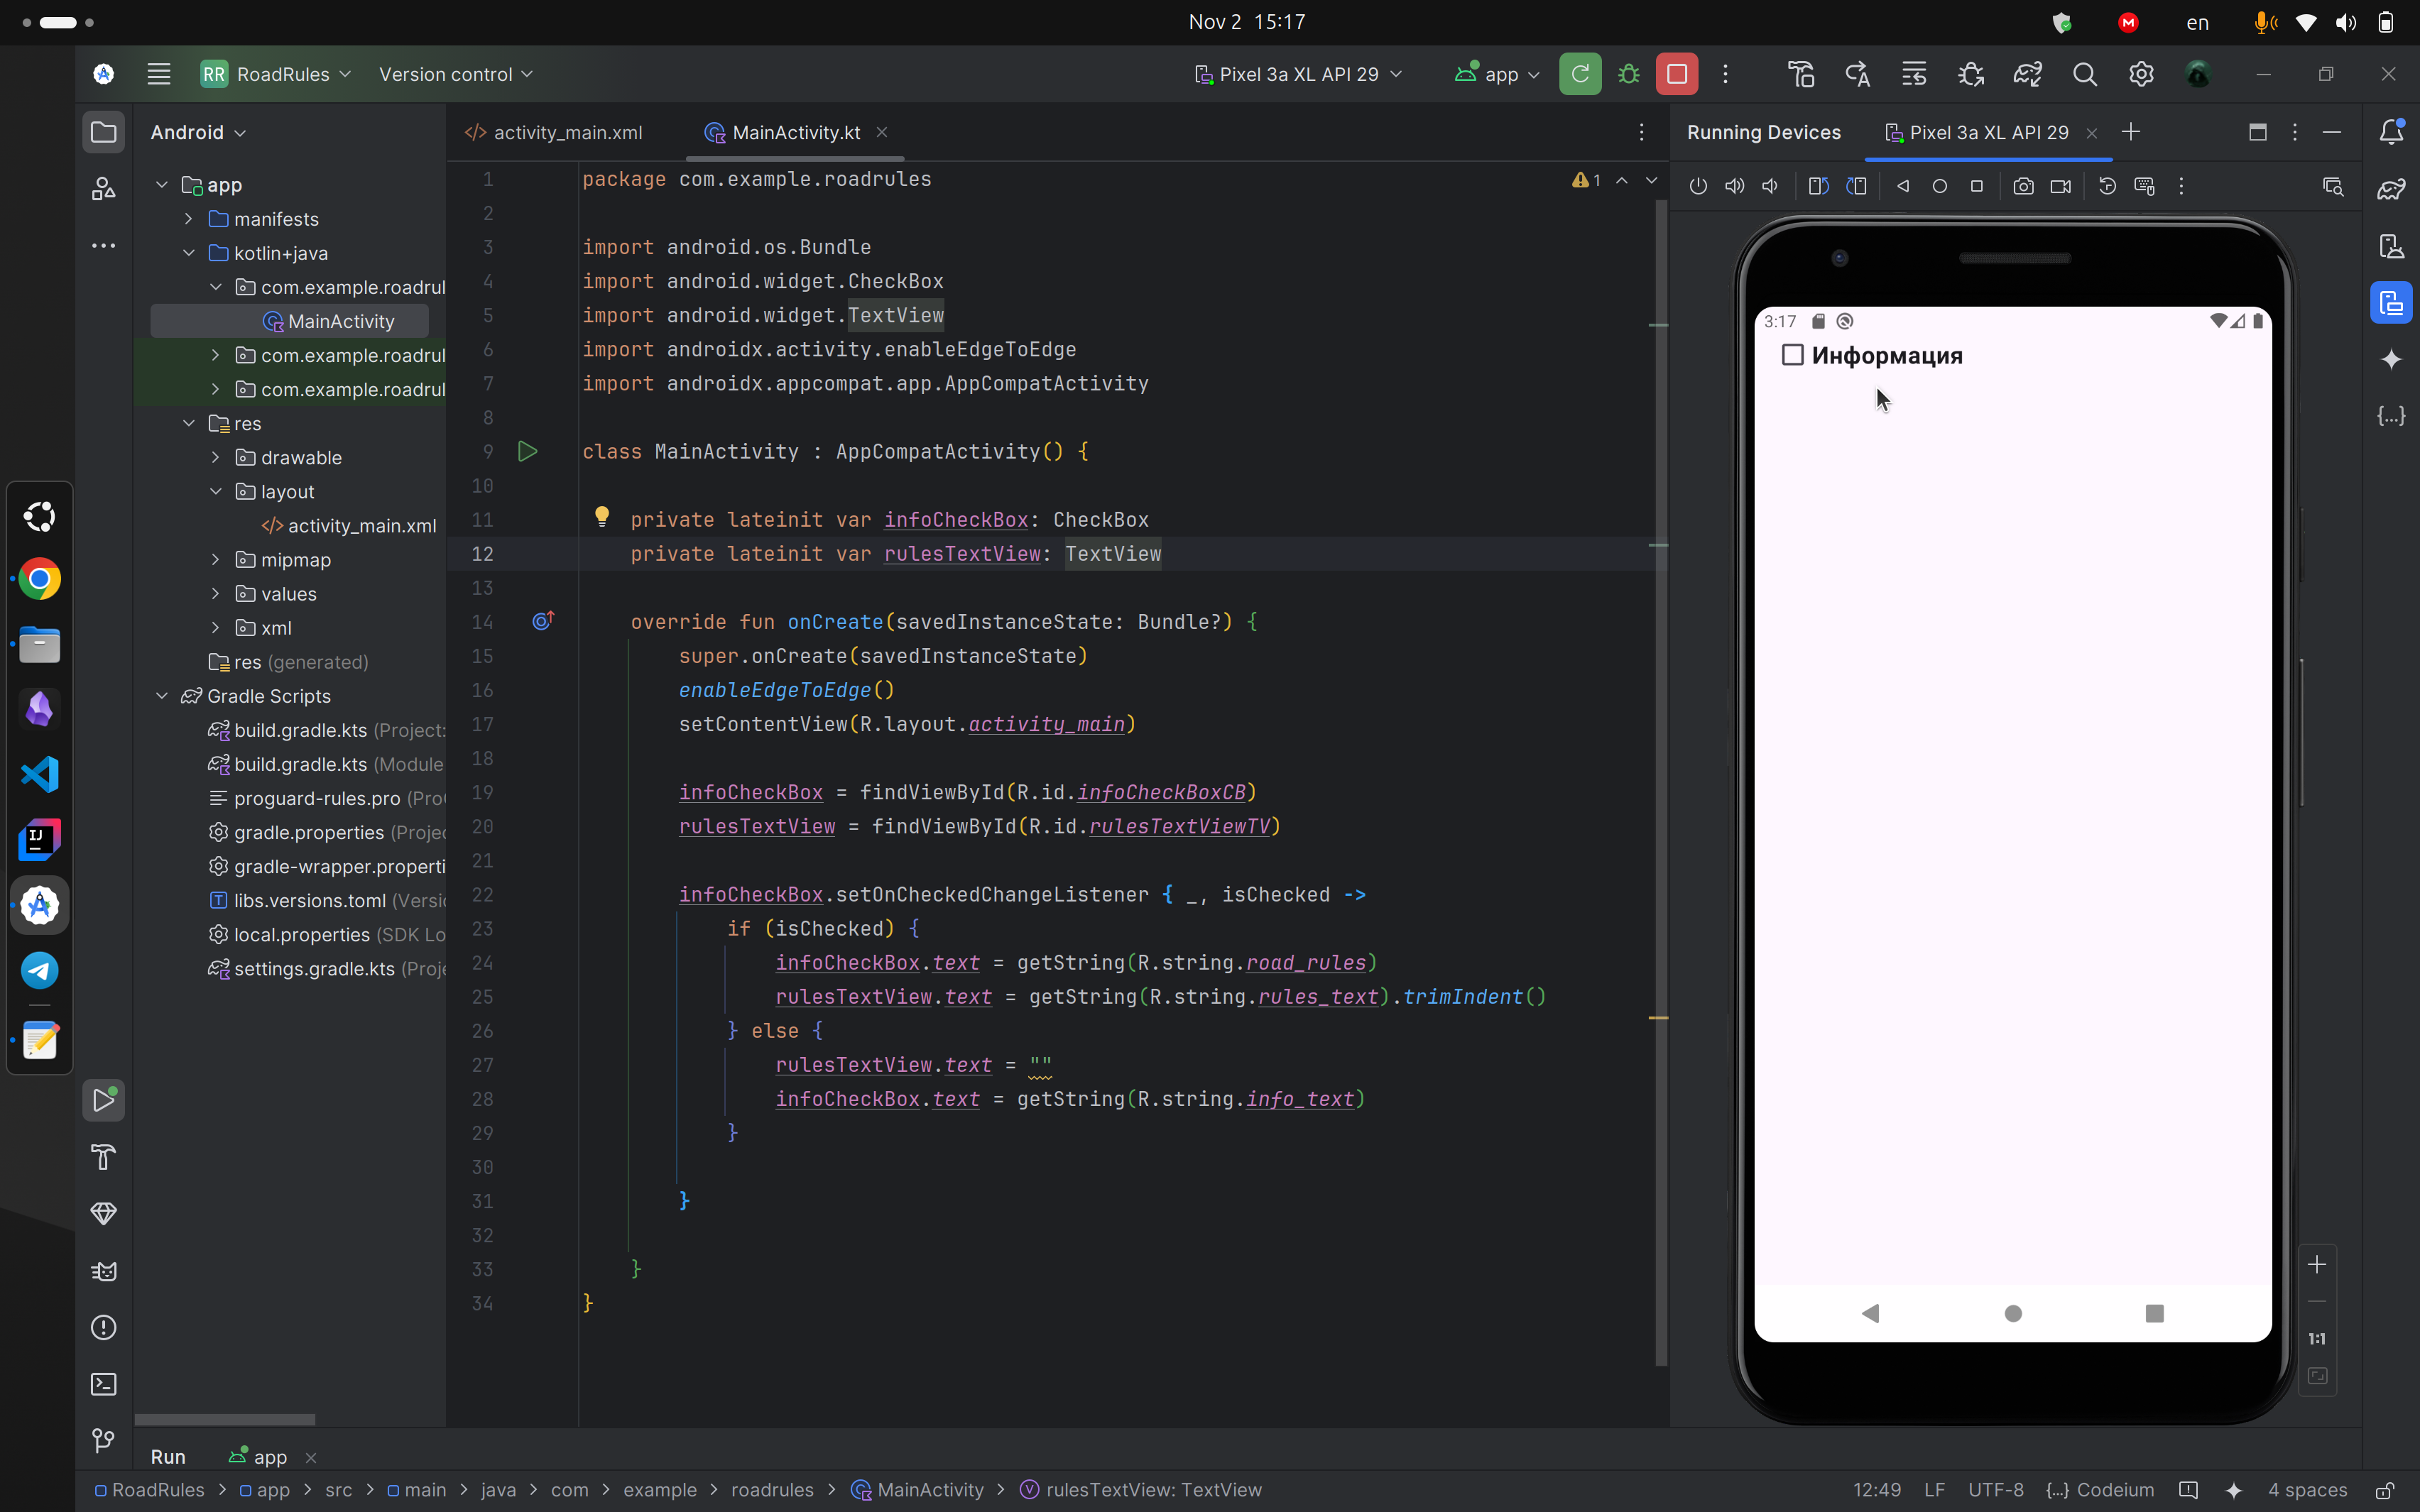 Nov 2 15:17
en
RR RoadRules
Version control
Pixel 3a XL API 29
app
Android
activity_main.xml
MainActivity.kt
Running Devices
Pixel 3a XL API 29
app
manifests
kotlin+java
com.example.roadrul
MainActivity
com.example.roadrul
com.example.roadrul
res
drawable
layout
activity_main.xml
mipmap
values
xml
res (generated)
Gradle Scripts
build.gradle.kts (Project:
build.gradle.kts (Module
proguard-rules.pro (Pro
gradle.properties (Projec
gradle-wrapper.properti
libs.versions.toml (Versi
local.properties (SDK Lo
settings.gradle.kts (Proje
1
1 package com.example.roadrules
2
3 import android.os.Bundle
4 import android.widget.CheckBox
5 import android.widget.TextView
6 import androidx.activity.enableEdgeToEdge
7 import androidx.appcompat.app.AppCompatActivity
8
9 class MainActivity : AppCompatActivity() {
10
11 private lateinit var infoCheckBox: CheckBox
12 private lateinit var rulesTextView: TextView
13
14 override fun onCreate(savedInstanceState: Bundle?) {
15 super.onCreate(savedInstanceState)
16 enableEdgeToEdge()
17 setContentView(R.layout.activity_main)
18
19 infoCheckBox = findViewById(R.id.infoCheckBoxCB)
20 rulesTextView = findViewById(R.id.rulesTextViewTV)
21
22 infoCheckBox.setOnCheckedChangeListener { _, isChecked ->
23 if (isChecked) {
24 infoCheckBox.text = getString(R.string.road_rules)
25 rulesTextView.text = getString(R.string.rules_text).trimIndent()
26 } else {
27 rulesTextView.text = ""
28 infoCheckBox.text = getString(R.string.info_text)
29 }
30
31 }
32
33 }
34 }
3:17
Информация
1:1
Run
app
RoadRules > app > src > main > java > com > example > roadrules > MainActivity > rulesTextView: TextView
12:49 LF UTF-8 {...} Codeium 4 spaces